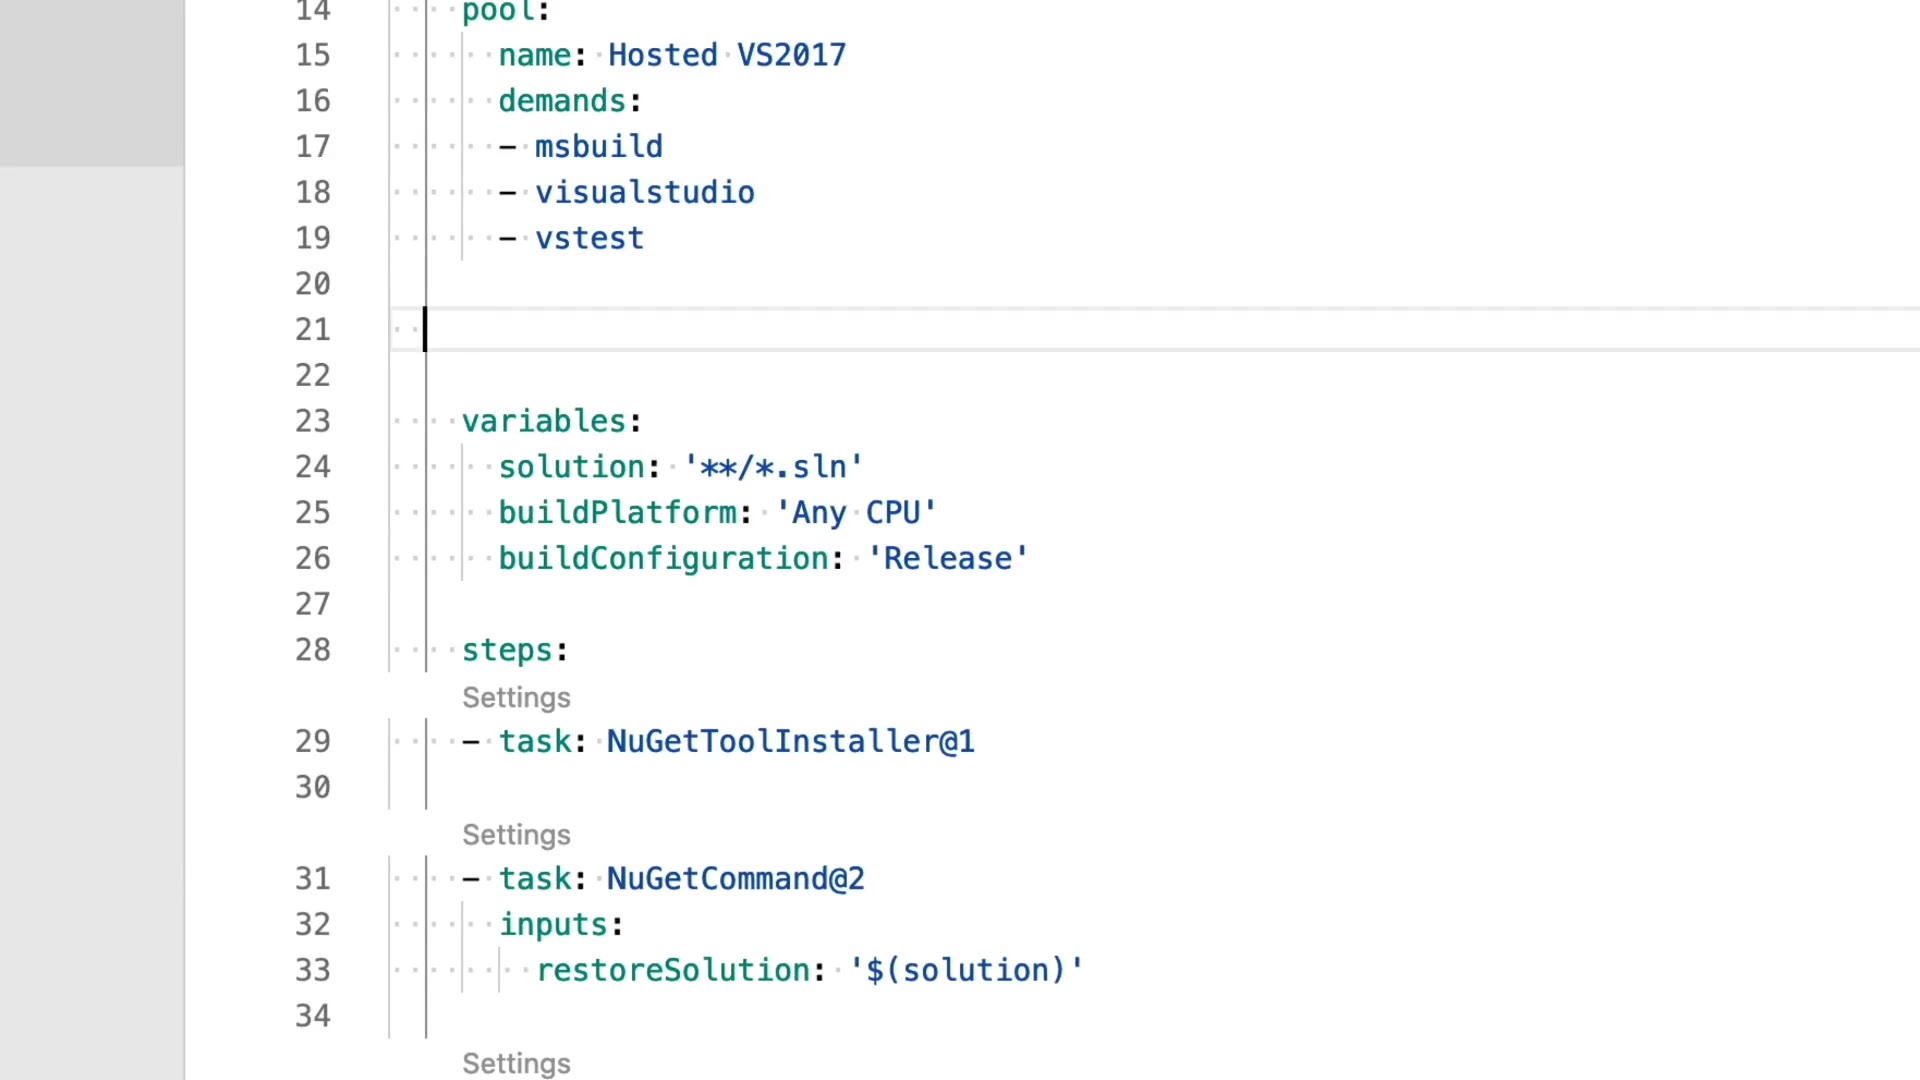 14 pool:
15 name: Hosted VS2017
16 demands:
17 - msbuild
18 - visualstudio
19 - vstest
20
21
22
23 variables:
24 solution: '**/*.sln'
25 buildPlatform: 'Any CPU'
26 buildConfiguration: 'Release'
27
28 steps:
Settings
29 - task: NuGetToolInstaller@1
30
Settings
31 - task: NuGetCommand@2
32 inputs:
33 restoreSolution: '$(solution)'
34
Settings